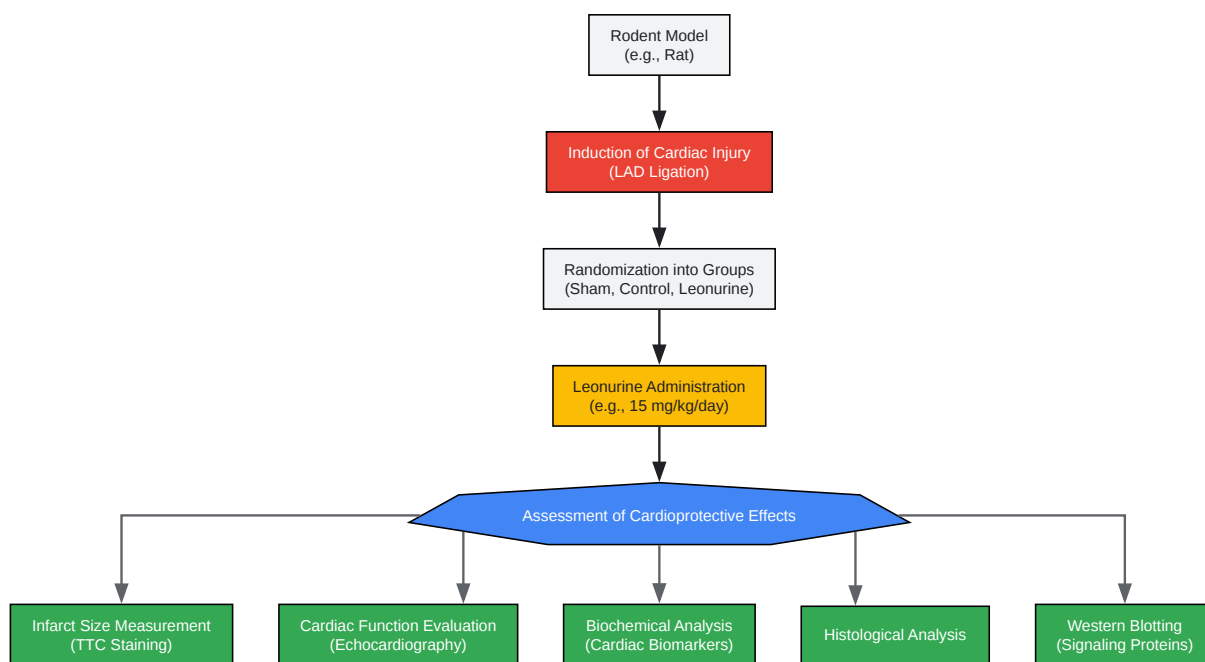 Rodent Model
(e.g., Rat)
Induction of Cardiac Injury
(LAD Ligation)
Randomization into Groups
(Sham, Control, Leonurine)
Leonurine Administration
(e.g., 15 mg/kg/day)
Assessment of Cardioprotective Effects
Infarct Size Measurement
(TTC Staining)
Cardiac Function Evaluation
(Echocardiography)
Biochemical Analysis
(Cardiac Biomarkers)
Histological Analysis
Western Blotting
(Signaling Proteins)